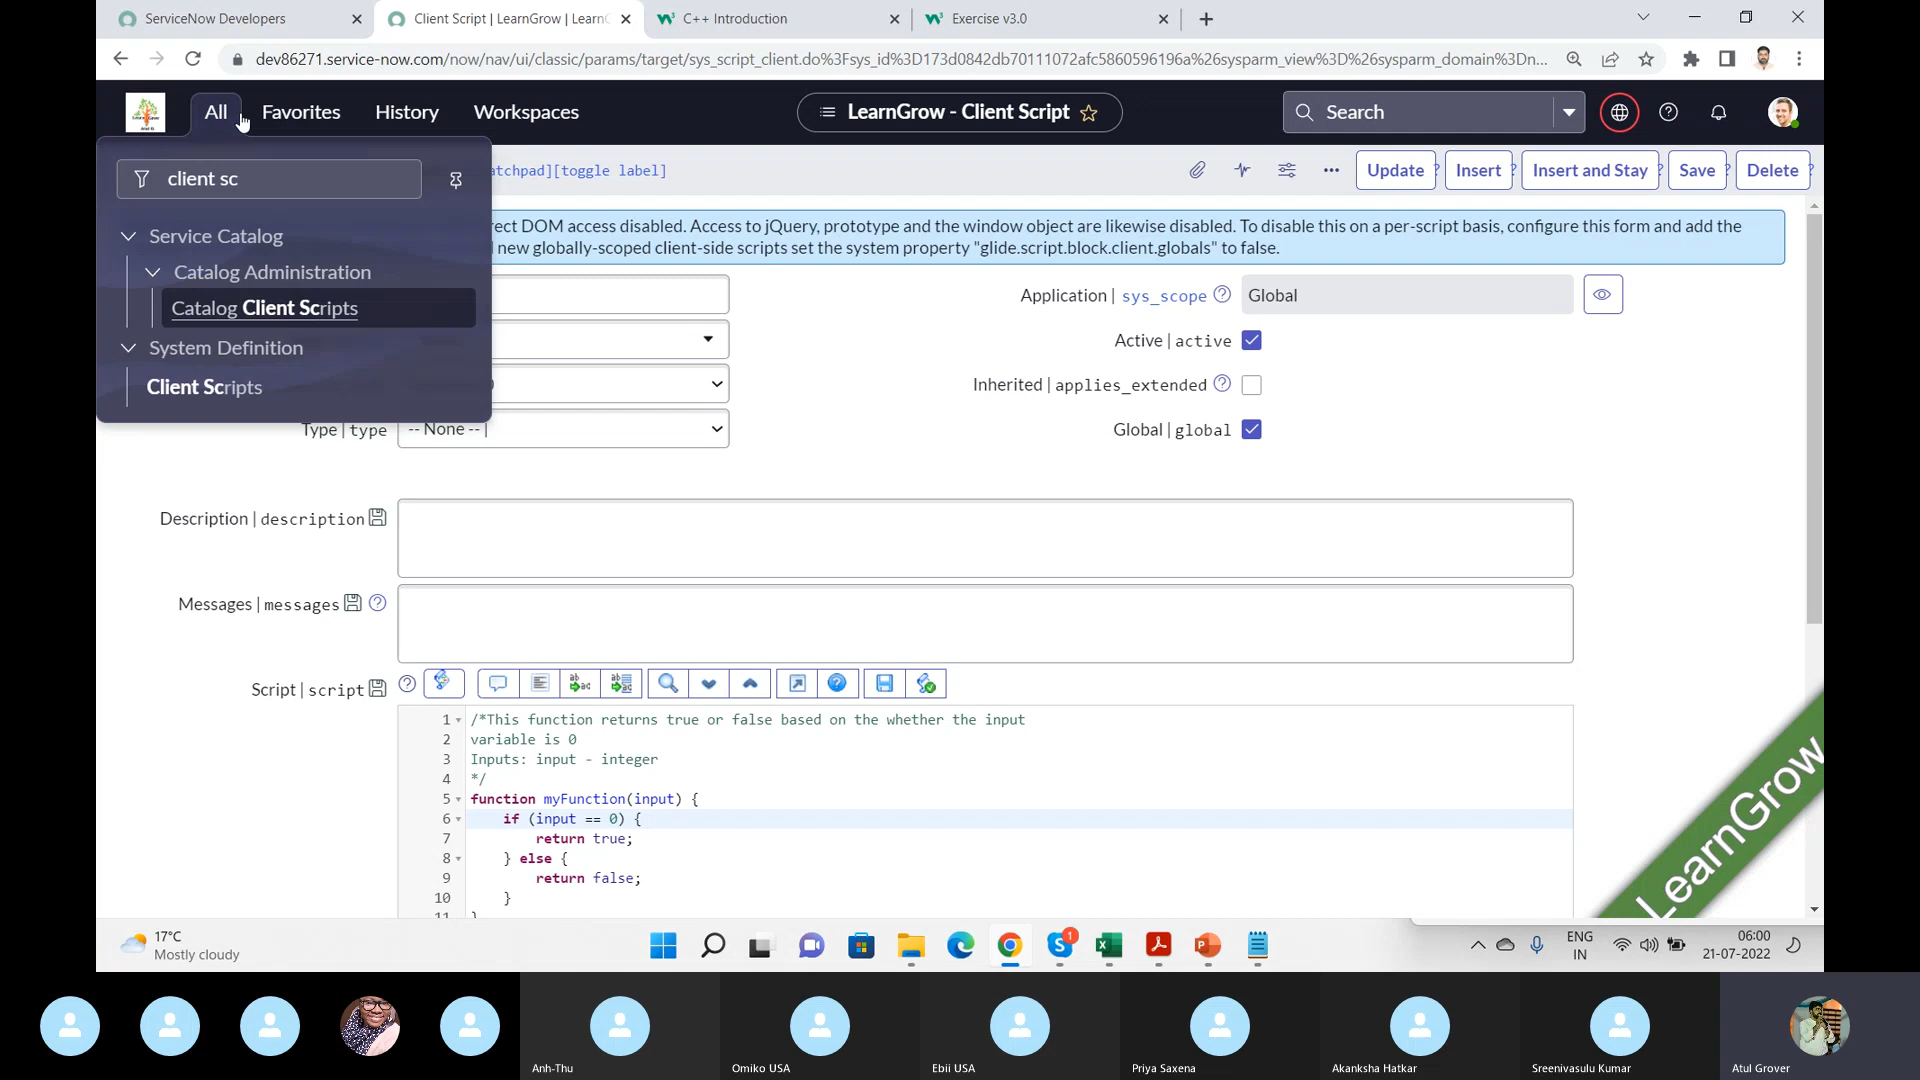 ServiceNow Developers
Client Script | LearnGrow | Learn
C++ Introduction
Exercise v3.0
dev86271.service-now.com/now/nav/ui/classic/params/target/sys_script_client.do%3Fsys_id%3D173d0842db70111072afc5860596196a%26sysparm_view%3D%26sysparm_domain%3Dn...
All
Favorites
History
Workspaces
LearnGrow - Client Script
Search
client sc
Service Catalog
Catalog Administration
Catalog Client Scripts
System Definition
Client Scripts
atchpad][toggle label]
Update
Insert
Insert and Stay
Save
Delete
rect DOM access disabled. Access to jQuery, prototype and the window object are likewise disabled. To disable this on a per-script basis, configure this form and add the
new globally-scoped client-side scripts set the system property "glide.script.block.client.globals" to false.
Application | sys_scope
Global
Active | active
Inherited | applies_extended
Type | type
-- None --
Global | global
Description | description
Messages | messages
Script | script
1 /*This function returns true or false based on the whether the input
2 variable is 0
3 Inputs: input - integer
4 */
5 function myFunction(input) {
6 if (input == 0) {
7 return true;
8 } else {
9 return false;
10 }
11 }
LearnGrow
17°C
Mostly cloudy
1
ENG
IN
06:00
21-07-2022
Anh-Thu
Omiko USA
Ebii USA
Priya Saxena
Akanksha Hatkar
Sreenivasulu Kumar
Atul Grover